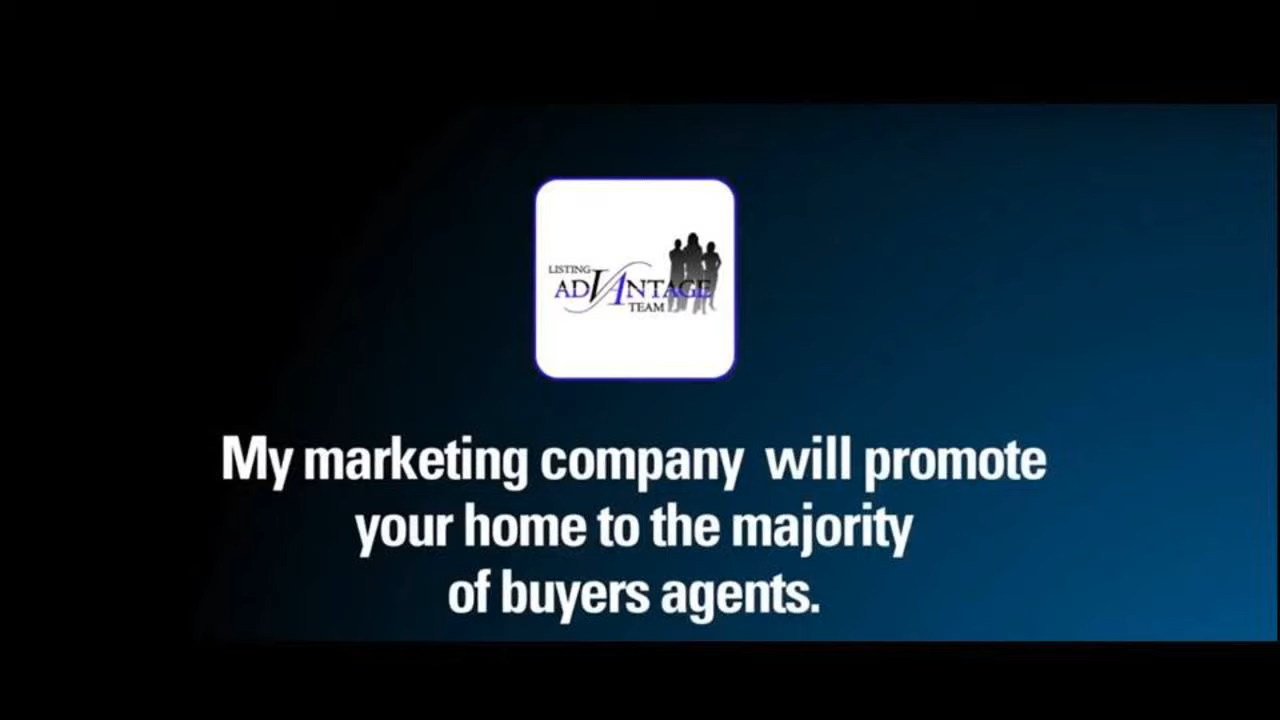 LISTING
ADVANTAGE
TEAM
My marketing company  will promote
your home to the majority
of buyers agents.